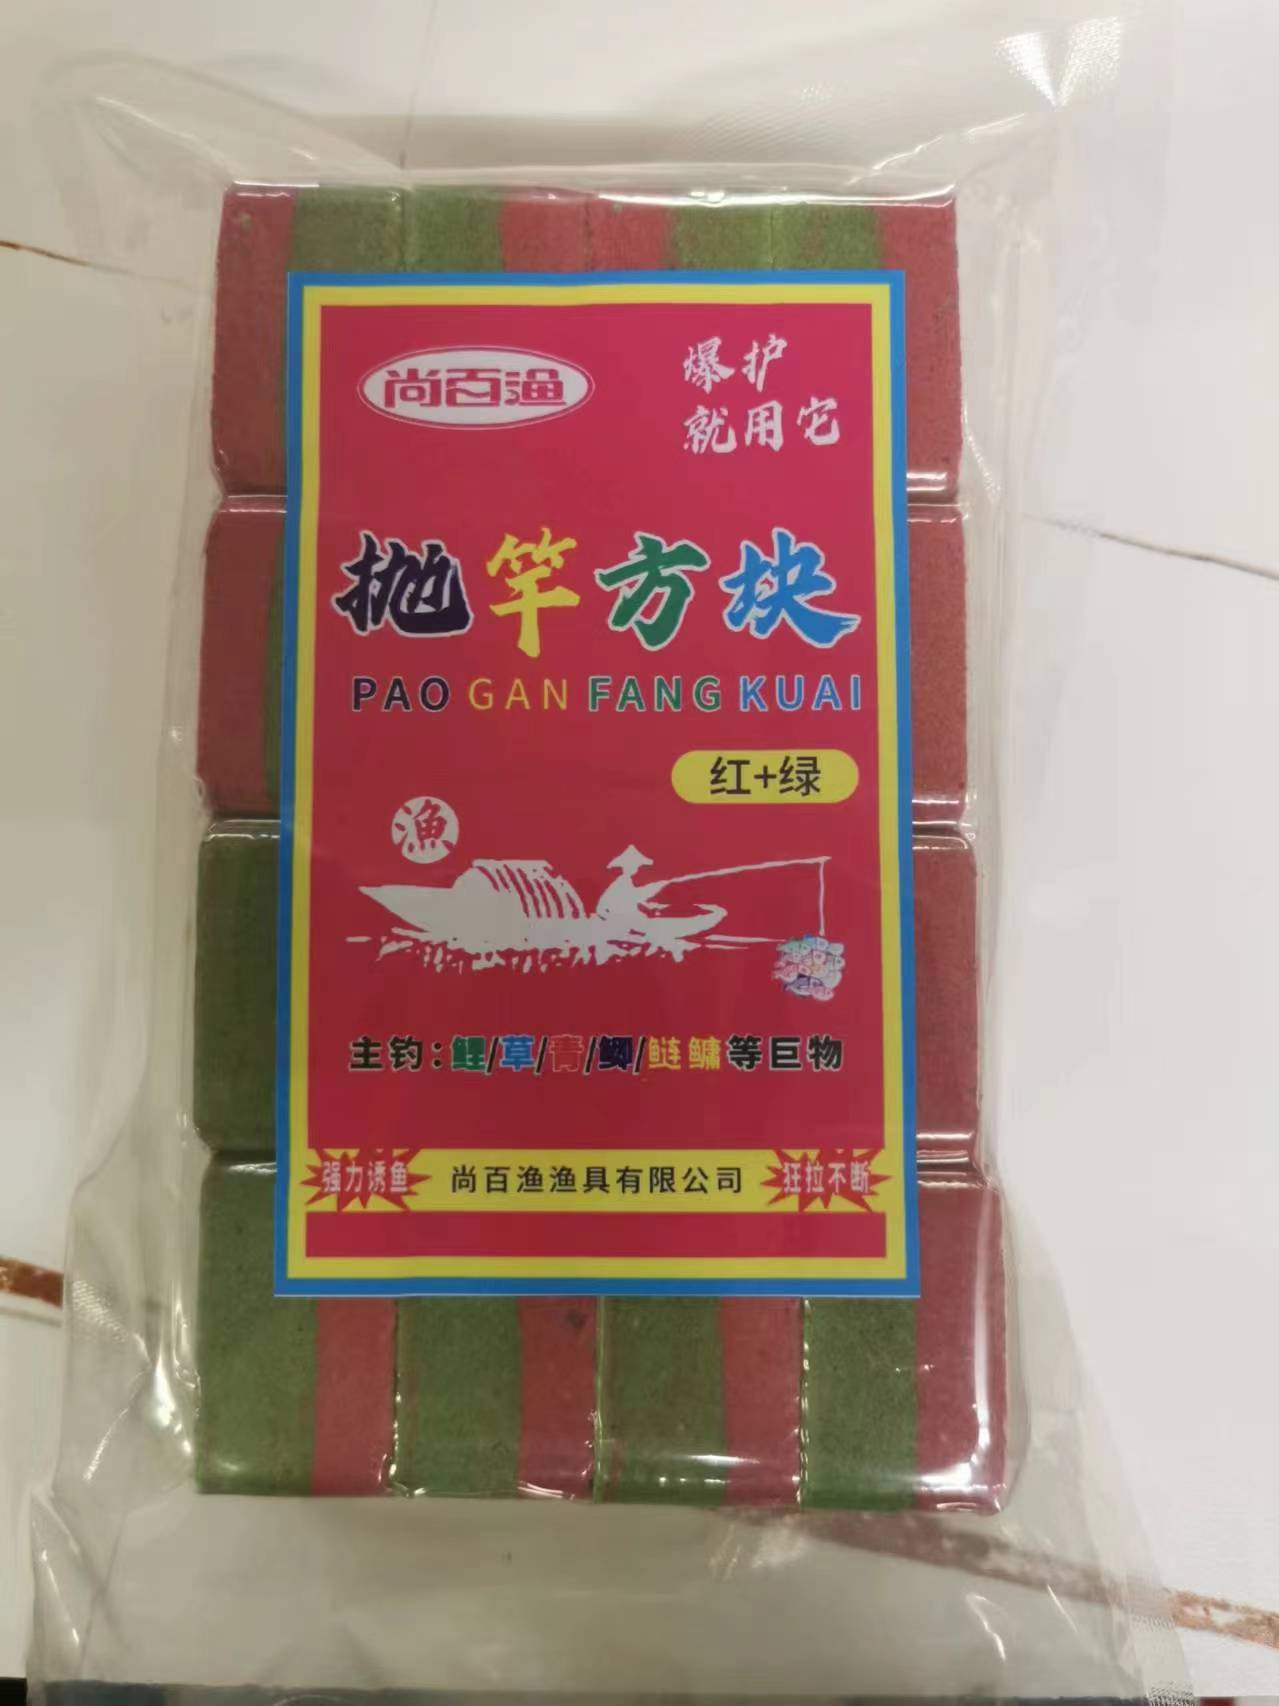 尚百渔
爆护
就用它
抛竿方块
PAO GAN FANG KUAI
红+绿
渔
主钓:鲤/草/青/鲫/鲢鳙等巨物
强力诱鱼 尚百渔渔具有限公司 狂拉不断